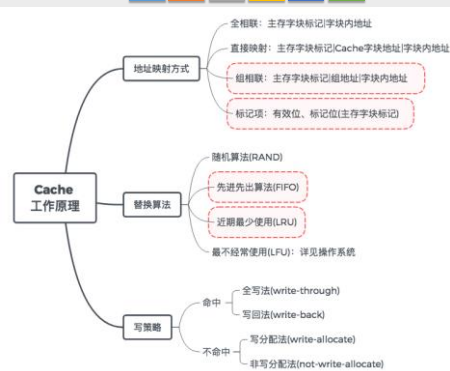 全相联：主存字块标记|字块内地址
直接映射：主存字块标记|Cache字块地址|字块内地址
地址映射方式
组相联：主存字块标记|组地址|字块内地址
标记项：有效位、标记位(主存字块标记)
Cache
工作原理
随机算法(RAND)
先进先出算法(FIFO)
替换算法
近期最少使用(LRU)
最不经常使用(LFU)：详见操作系统
全写法(write-through)
命中
写回法(write-back)
写策略
写分配法(write-allocate)
不命中
非写分配法(not-write-allocate)